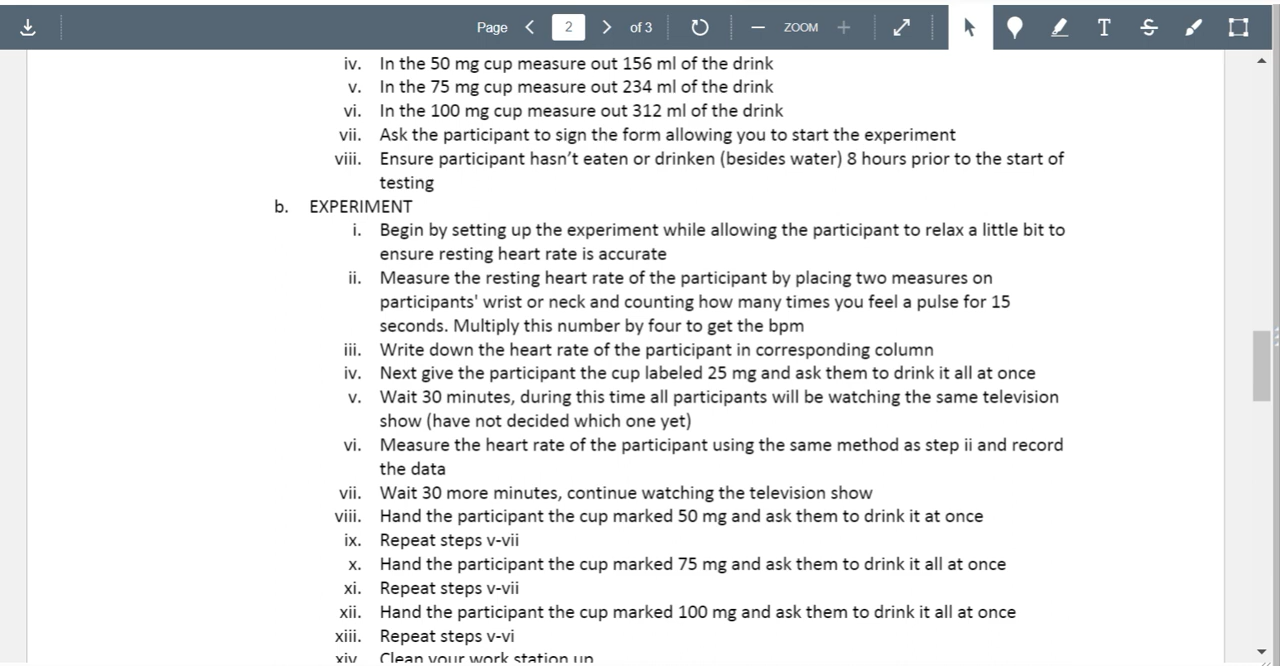 Page 2 of 3 ZOOM T S
iv. In the 50 mg cup measure out 156 ml of the drink
v. In the 75 mg cup measure out 234 ml of the drink
vi. In the 100 mg cup measure out 312 ml of the drink
vii. Ask the participant to sign the form allowing you to start the experiment
viii. Ensure participant hasn't eaten or drinken (besides water) 8 hours prior to the start of
testing
b. EXPERIMENT
i. Begin by setting up the experiment while allowing the participant to relax a little bit to
ensure resting heart rate is accurate
ii. Measure the resting heart rate of the participant by placing two measures on
participants' wrist or neck and counting how many times you feel a pulse for 15
seconds. Multiply this number by four to get the bpm
iii. Write down the heart rate of the participant in corresponding column
iv. Next give the participant the cup labeled 25 mg and ask them to drink it all at once
v. Wait 30 minutes, during this time all participants will be watching the same television
show (have not decided which one yet)
vi. Measure the heart rate of the participant using the same method as step ii and record
the data
vii. Wait 30 more minutes, continue watching the television show
viii. Hand the participant the cup marked 50 mg and ask them to drink it at once
ix. Repeat steps v-vii
x. Hand the participant the cup marked 75 mg and ask them to drink it all at once
xi. Repeat steps v-vii
xii. Hand the participant the cup marked 100 mg and ask them to drink it all at once
xiii. Repeat steps v-vi
xiv. Clean your work station up